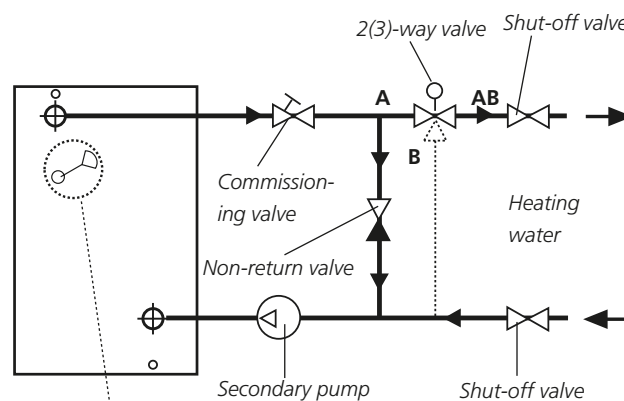 2(3)-way valve
Shut-off valve
A
AB
B
Commission-
ing valve
Heating
water
Non-return valve
Secondary pump
Shut-off valve